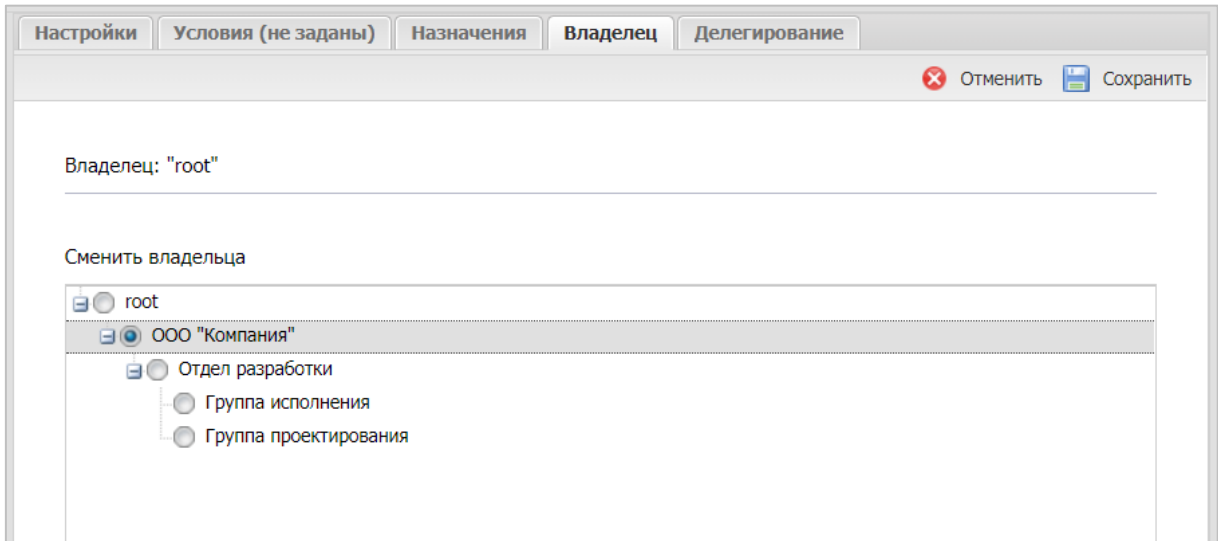 Настройки Условия (не заданы) Назначения Владелец Делегирование
Отменить Сохранить
Владелец: "root"
Сменить владельца
root
ООО "Компания"
Отдел разработки
Группа исполнения
Группа проектирования